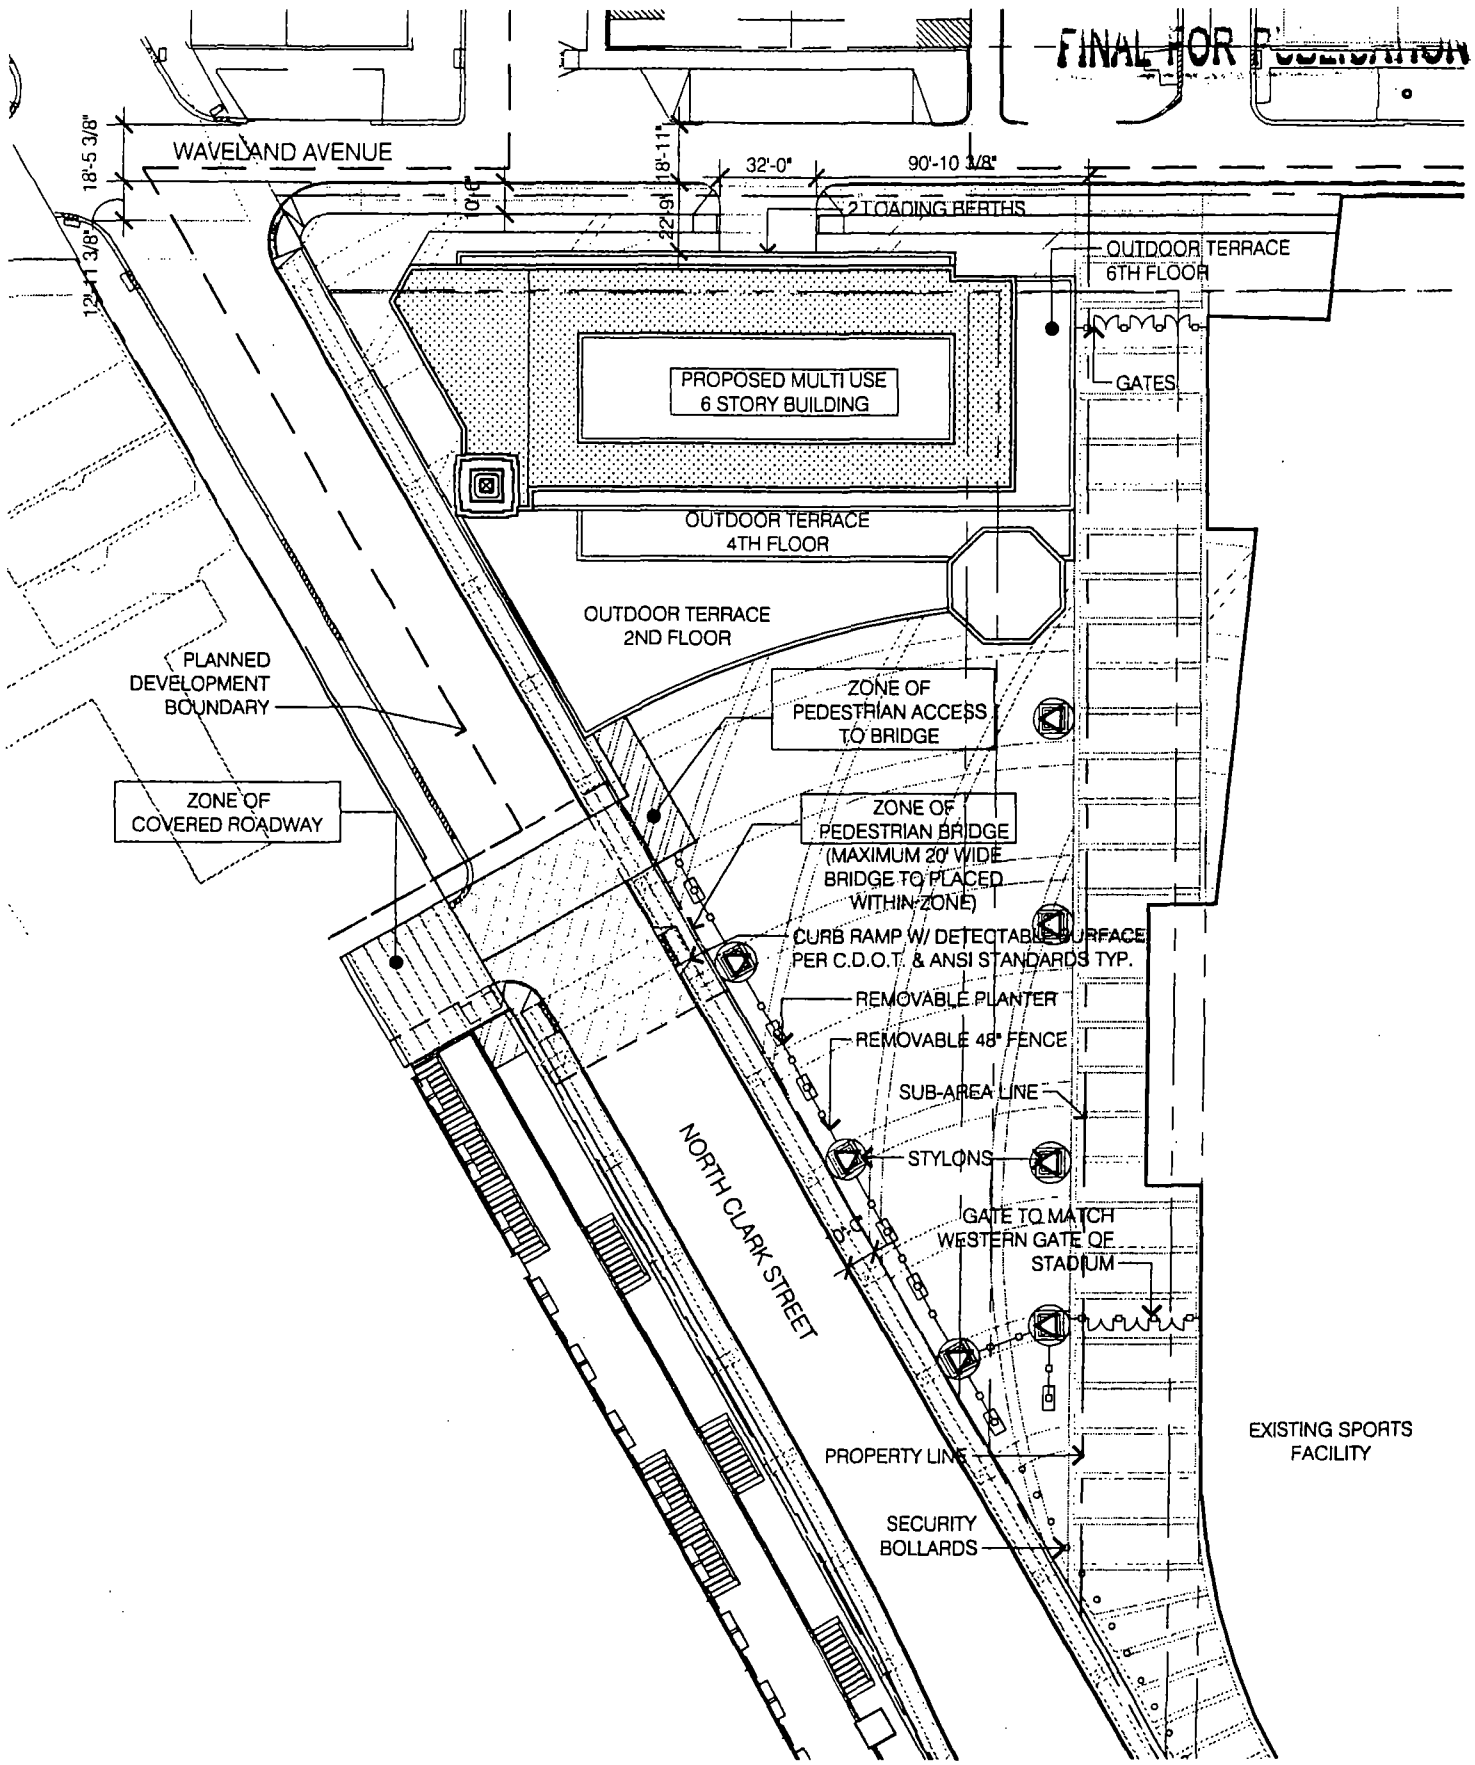 FINAL FOR PUBLICATION
WAVELAND AVENUE
18'-5 3/8"
12'-11 3/8"
10'-6"
18'-11"
22'-9"
32'-0"
90'-10 3/8"
2 LOADING BERTHS
OUTDOOR TERRACE
6TH FLOOR
GATES
PROPOSED MULTI USE
6 STORY BUILDING
OUTDOOR TERRACE
4TH FLOOR
OUTDOOR TERRACE
2ND FLOOR
PLANNED
DEVELOPMENT
BOUNDARY
ZONE OF
PEDESTRIAN ACCESS
TO BRIDGE
ZONE OF
COVERED ROADWAY
ZONE OF
PEDESTRIAN BRIDGE
(MAXIMUM 20' WIDE
BRIDGE TO PLACED
WITHIN ZONE)
CURB RAMP W/ DETECTABLE SURFACE
PER C.D.O.T. & ANSI STANDARDS TYP.
REMOVABLE PLANTER
REMOVABLE 48" FENCE
SUB-AREA LINE
NORTH CLARK STREET
STYLONS
GATE TO MATCH
WESTERN GATE OF
STADIUM
EXISTING SPORTS
FACILITY
PROPERTY LINE
SECURITY
BOLLARDS